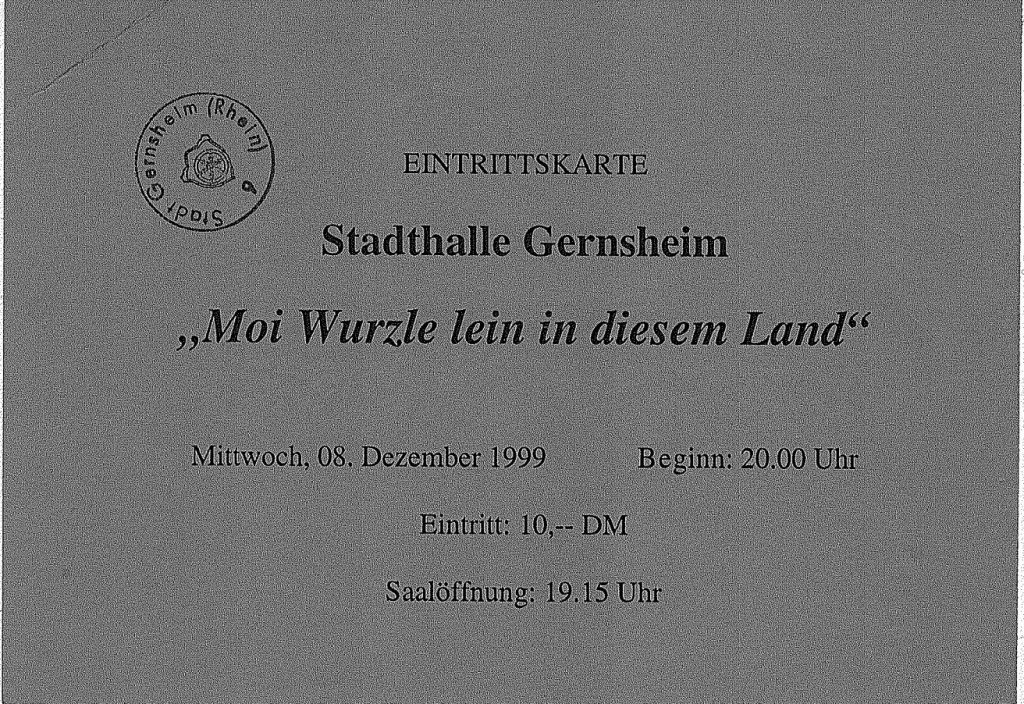 Stadt Gernsheim (Rhein)
6
EINTRITTSKARTE
Stadthalle Gernsheim
„Moi Wurzle lein in diesem Land“
Mittwoch, 08. Dezember 1999 Beginn: 20.00 Uhr
Eintritt: 10,-- DM
Saalöffnung: 19.15 Uhr